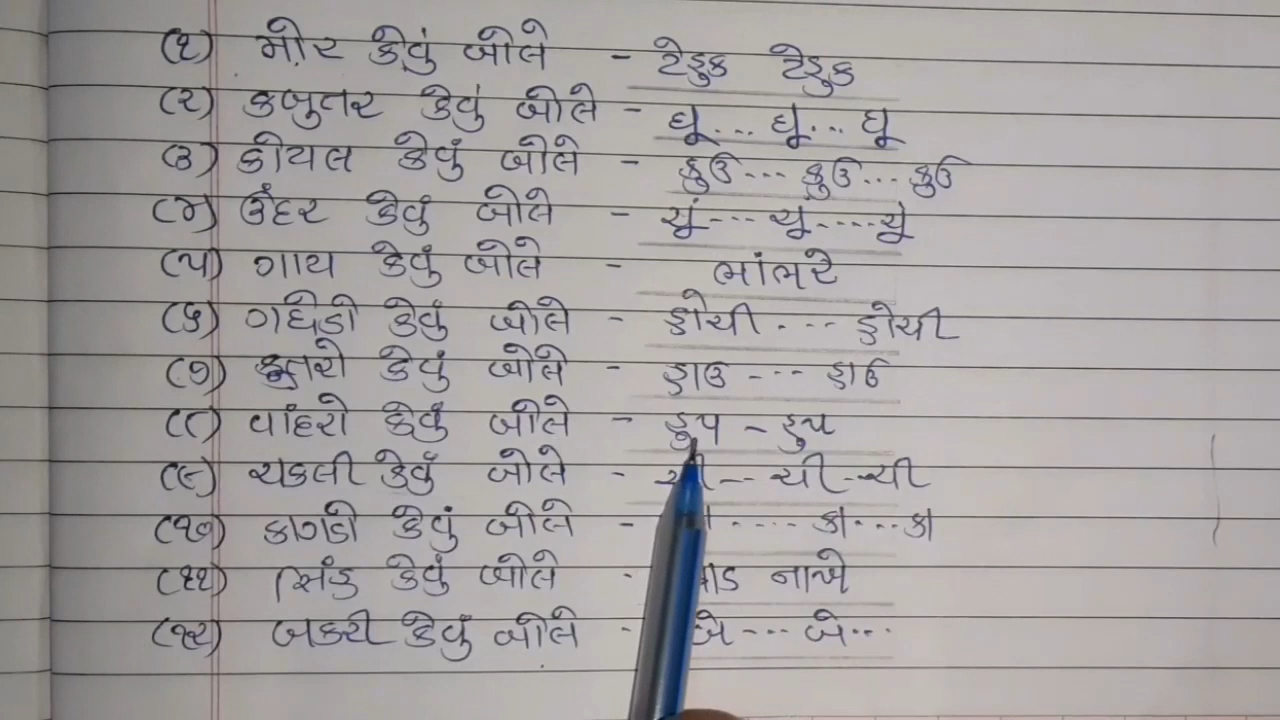 (૧) મોર કેવું બોલે - ટેહુક ટેહુક
(૨) કબુતર કેવું બોલે - ઘૂ... ઘૂ... ઘૂ
(૩) કોયલ કેવું બોલે - કુઉ... કુઉ... કુઉ
(૪) ઉંદર કેવું બોલે - ચૂં.... ચૂ.....ચૂ
(૫) ગાય કેવું બોલે - ભાંભરે
(૬) ગધેડો કેવું બોલે - હોચી.... હોચી
(૭) કૂતરો કેવું બોલે - હાઉ.... હાઉ
(૮) વાંદરો કેવું બોલે - હૂપ - હુપ
(૯) ચકલી કેવું બોલે - ચી-- ચી--ચી
(૧૦) કાગડો કેવું બોલે - ..... કા....કા
(૧૧) સિંહ કેવું બોલે - નાખે
(૧૨) બકરી કેવું બોલે - બે.... બે...